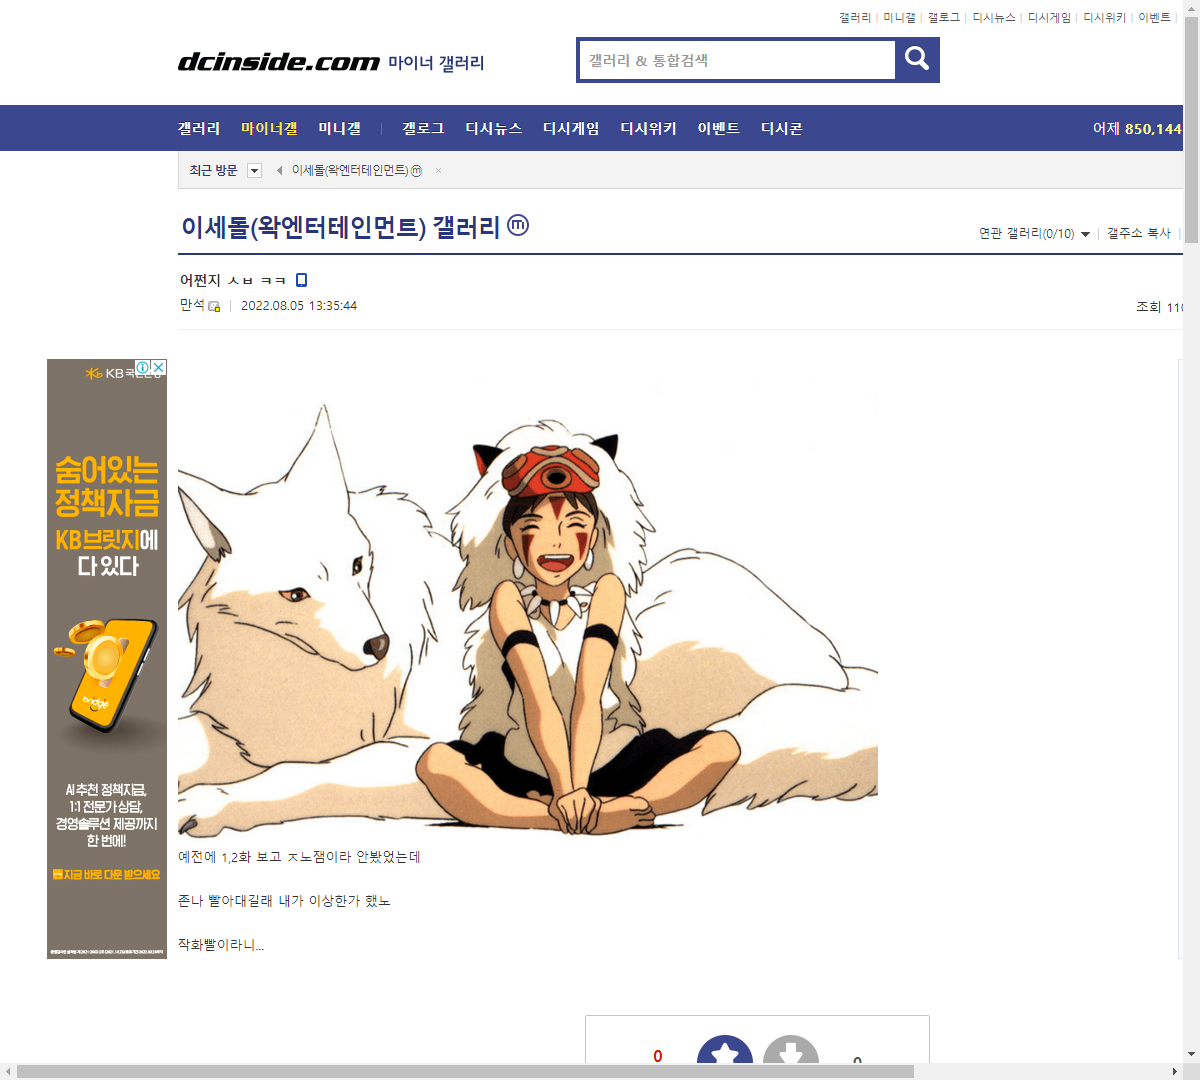 갤러리 | 미니갤 | 갤로그 | 디시뉴스 | 디시게임 | 디시위키 | 이벤트 |
dcinside.com 마이너 갤러리
갤러리 & 통합검색
갤러리 마이너갤 미니갤 | 갤로그 디시뉴스 디시게임 디시위키 이벤트 디시콘
어제 850,144
최근 방문 이세돌(왁엔터테인먼트) ⓜ ×
이세돌(왁엔터테인먼트) 갤러리 ⓜ
연관 갤러리(0/10) | 갤주소 복사 |
어쩐지 ㅅㅂ ㅋㅋ
만석 | 2022.08.05 13:35:44
조회 110
KB국민은행
숨어있는
정책자금
KB브릿지에
다 있다
bridge
AI추천 정책자금,
1:1 전문가 상담,
경영솔루션 제공까지
한 번에!
지금 바로 다운 받으세요
예전에 1,2화 보고 ㅈ노잼이라 안봤었는데
존나 빨아대길래 내가 이상한가 했노
작화빨이라니...
0
0